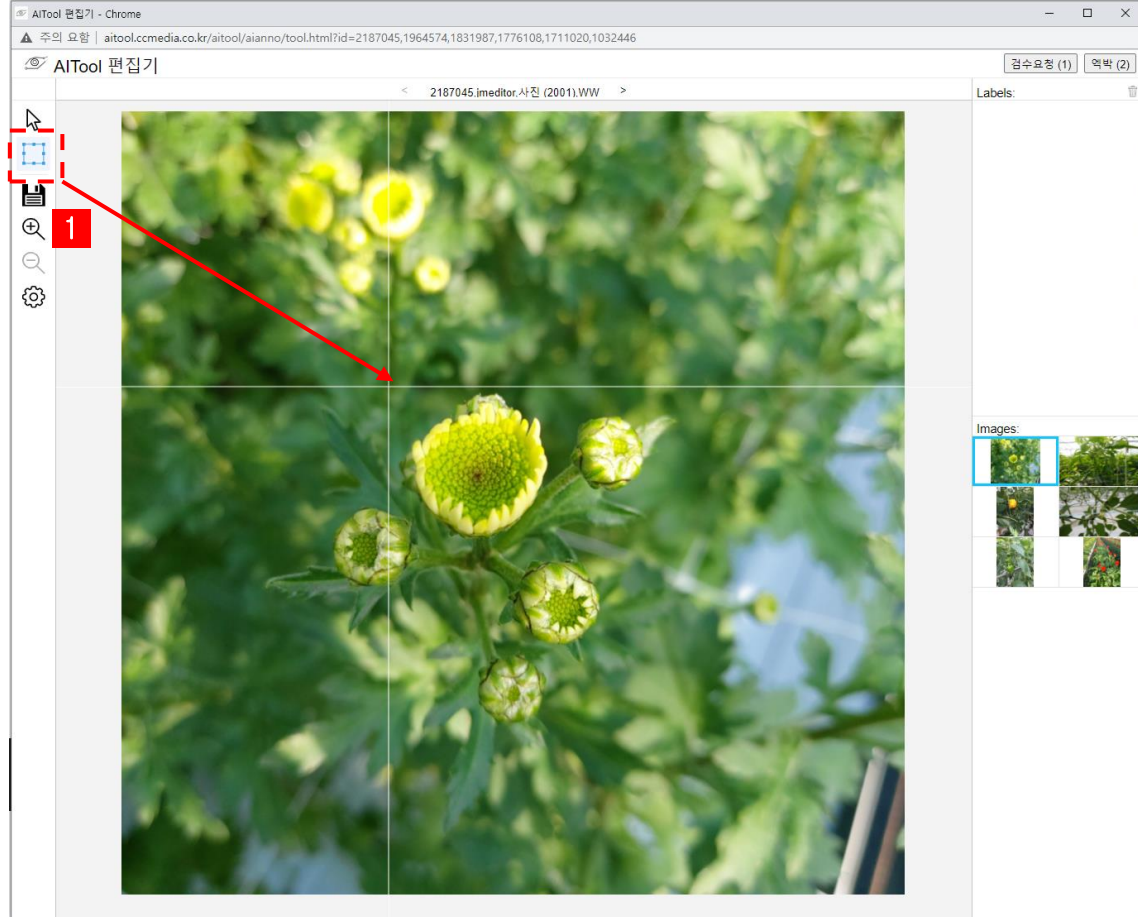 AITool 편집기 - Chrome
주의 요함 | aitool.ccmedia.co.kr/aitool/aianno/tool.html?id=2187045,1964574,1831987,1776108,1711020,1032446
AITool 편집기
검수요청 (1) 엑박 (2)
< 2187045.jmeditor.사진 (2001).WW >
Labels:
1
Images: